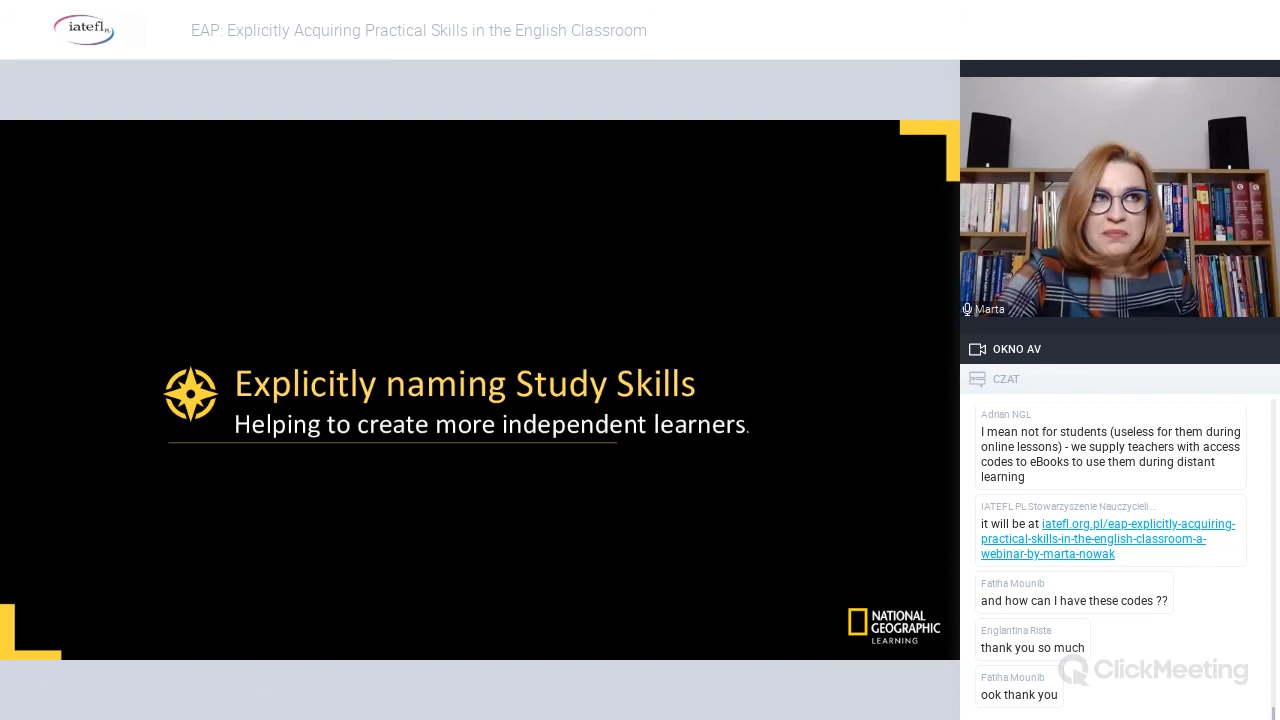 iatefl PL
EAP: Explicitly Acquiring Practical Skills in the English Classroom
Explicitly naming Study Skills
Helping to create more independent learners.
NATIONAL
GEOGRAPHIC
LEARNING
Marta
OKNO AV
CZAT
Adrian NGL
I mean not for students (useless for them during
online lessons) - we supply teachers with access
codes to eBooks to use them during distant
learning
IATEFL PL Stowarzyszenie Nauczycieli ...
it will be at iatefl.org.pl/eap-explicitly-acquiring-
practical-skills-in-the-english-classroom-a-
webinar-by-marta-nowak
Fatiha Mounib
and how can I have these codes ??
Englantina Rista
thank you so much
Fatiha Mounib
ook thank you
ClickMeeting